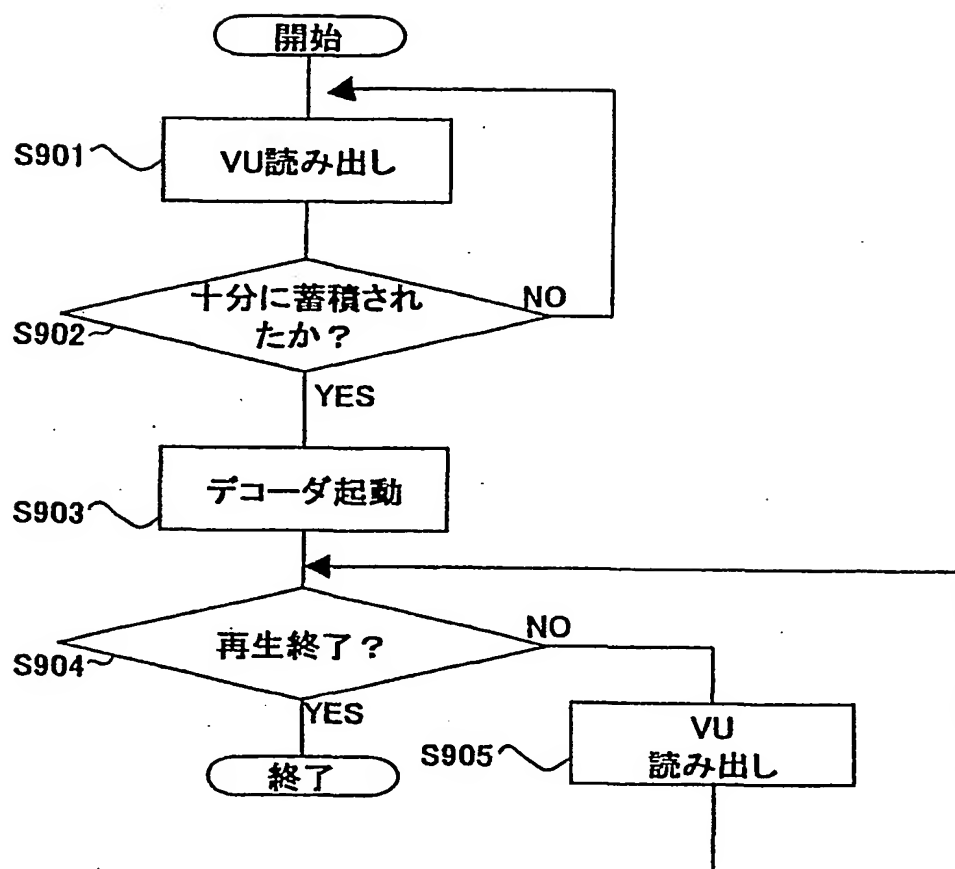 開始
S901
VU読み出し
十分に蓄積され
たか？
NO
S902
YES
デコーダ起動
S903
再生終了？
NO
S904
YES
終了
VU
読み出し
S905